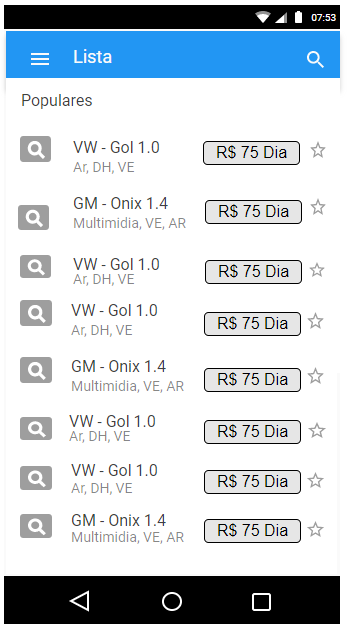 07:53
Lista
Populares
VW - Gol 1.0
R$ 75 Dia
Ar, DH, VE
GM - Onix 1.4
R$ 75 Dia
Multimidia, VE, AR
VW - Gol 1.0
R$ 75 Dia
Ar, DH, VE
VW - Gol 1.0
R$ 75 Dia
Ar, DH, VE
GM - Onix 1.4
R$ 75 Dia
Multimidia, VE, AR
VW - Gol 1.0
R$ 75 Dia
Ar, DH, VE
VW - Gol 1.0
R$ 75 Dia
Ar, DH, VE
GM - Onix 1.4
R$ 75 Dia
Multimidia, VE, AR